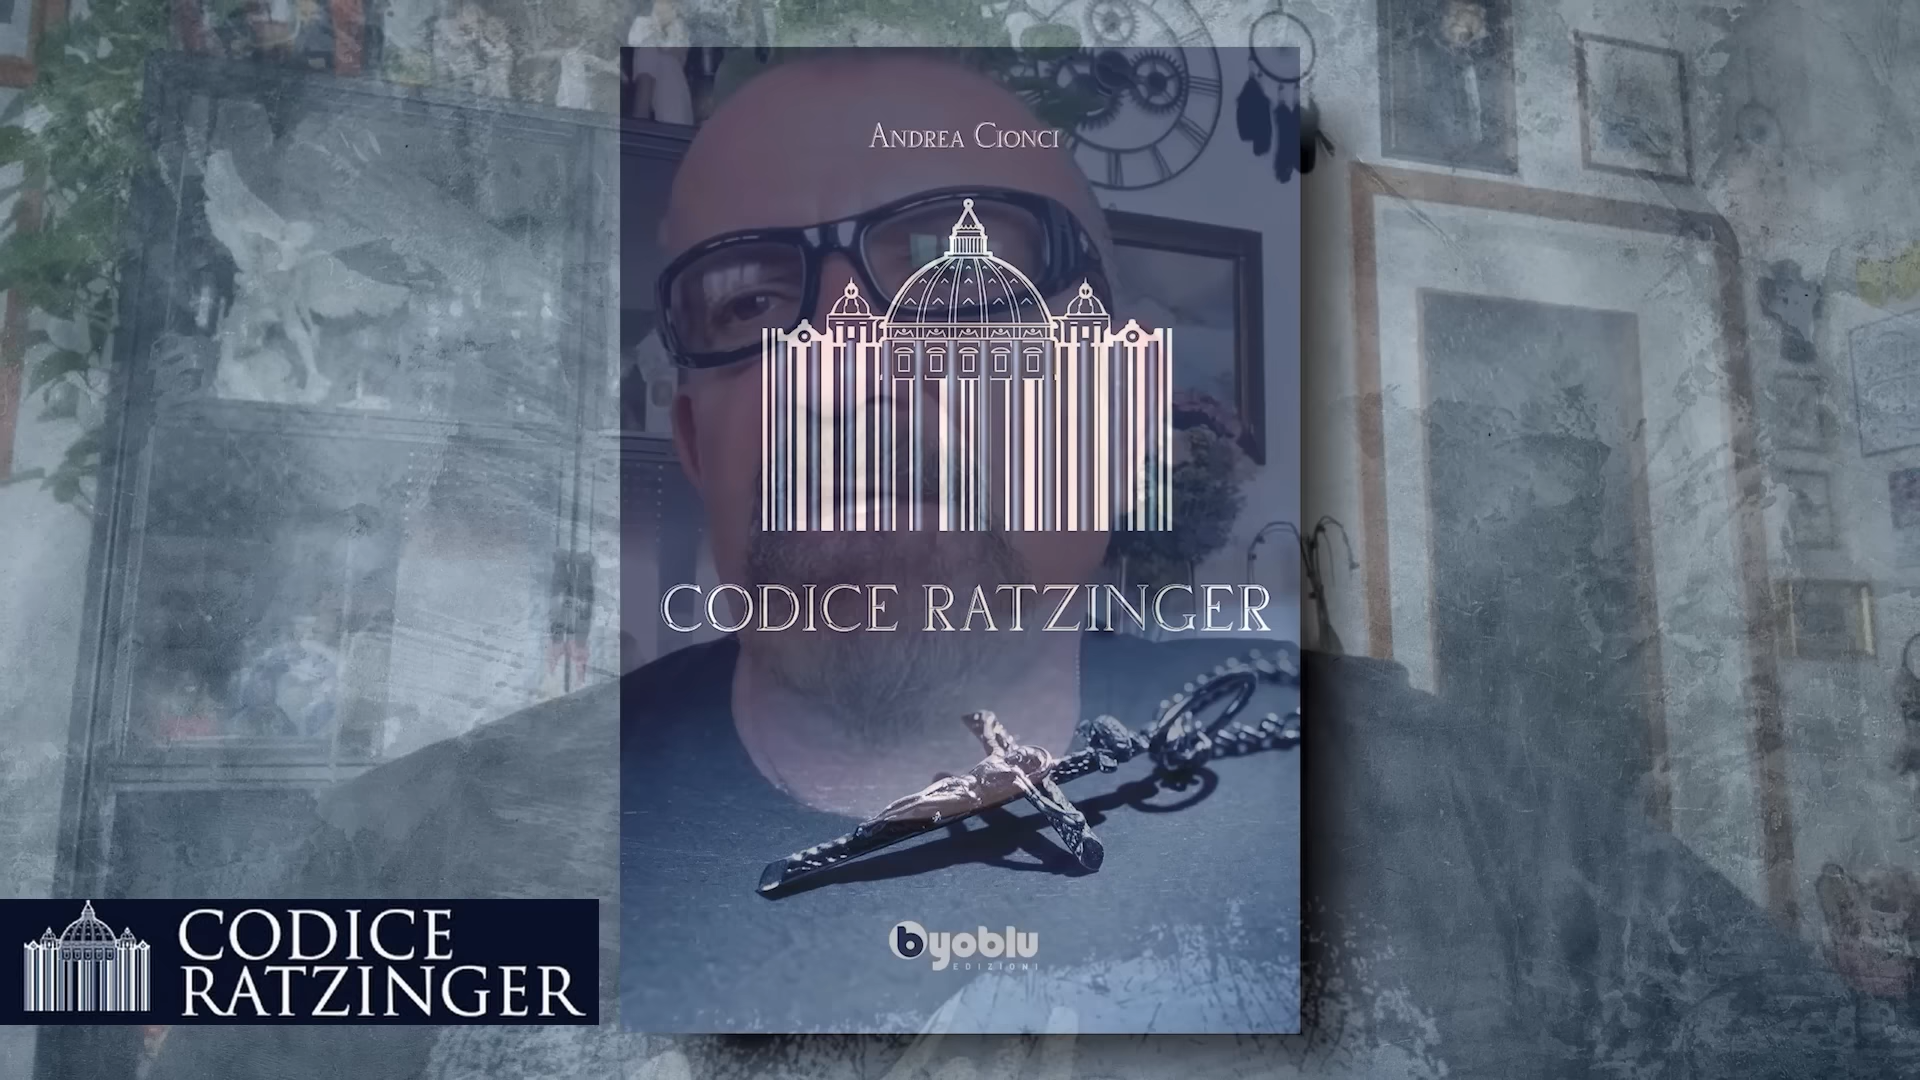 ANDREA CIONCI
CODICE RATZINGER
byoblu
EDIZIONI
CODICE
RATZINGER